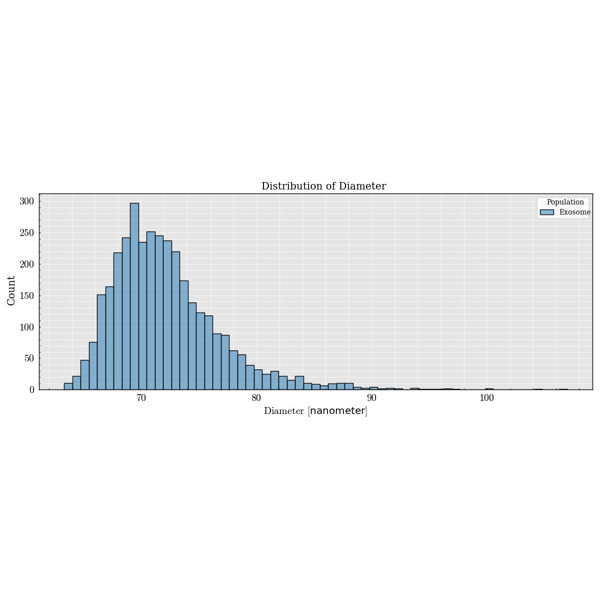 Distribution of Diameter
Population
Exosome
Count
300
250
200
150
100
50
0
70 80 90 100
Diameter [nanometer]